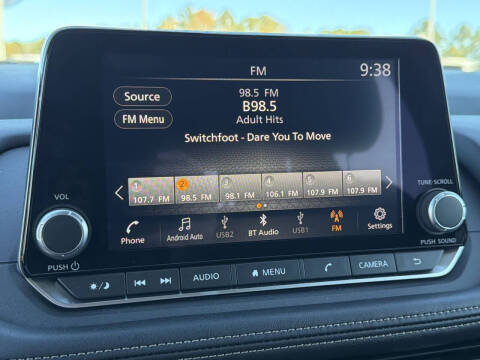 FM
9:38
Source
98.5 FM
B98.5
FM Menu
Adult Hits
Switchfoot - Dare You To Move
1 2 3 4 5 6
107.7 FM 98.5 FM 98.1 FM 106.1 FM 107.9 FM 107.9 FM
Phone Android Auto USB2 BT Audio USB1 FM Settings
VOL
PUSH
TUNE·SCROLL
PUSH SOUND
AUDIO MENU CAMERA